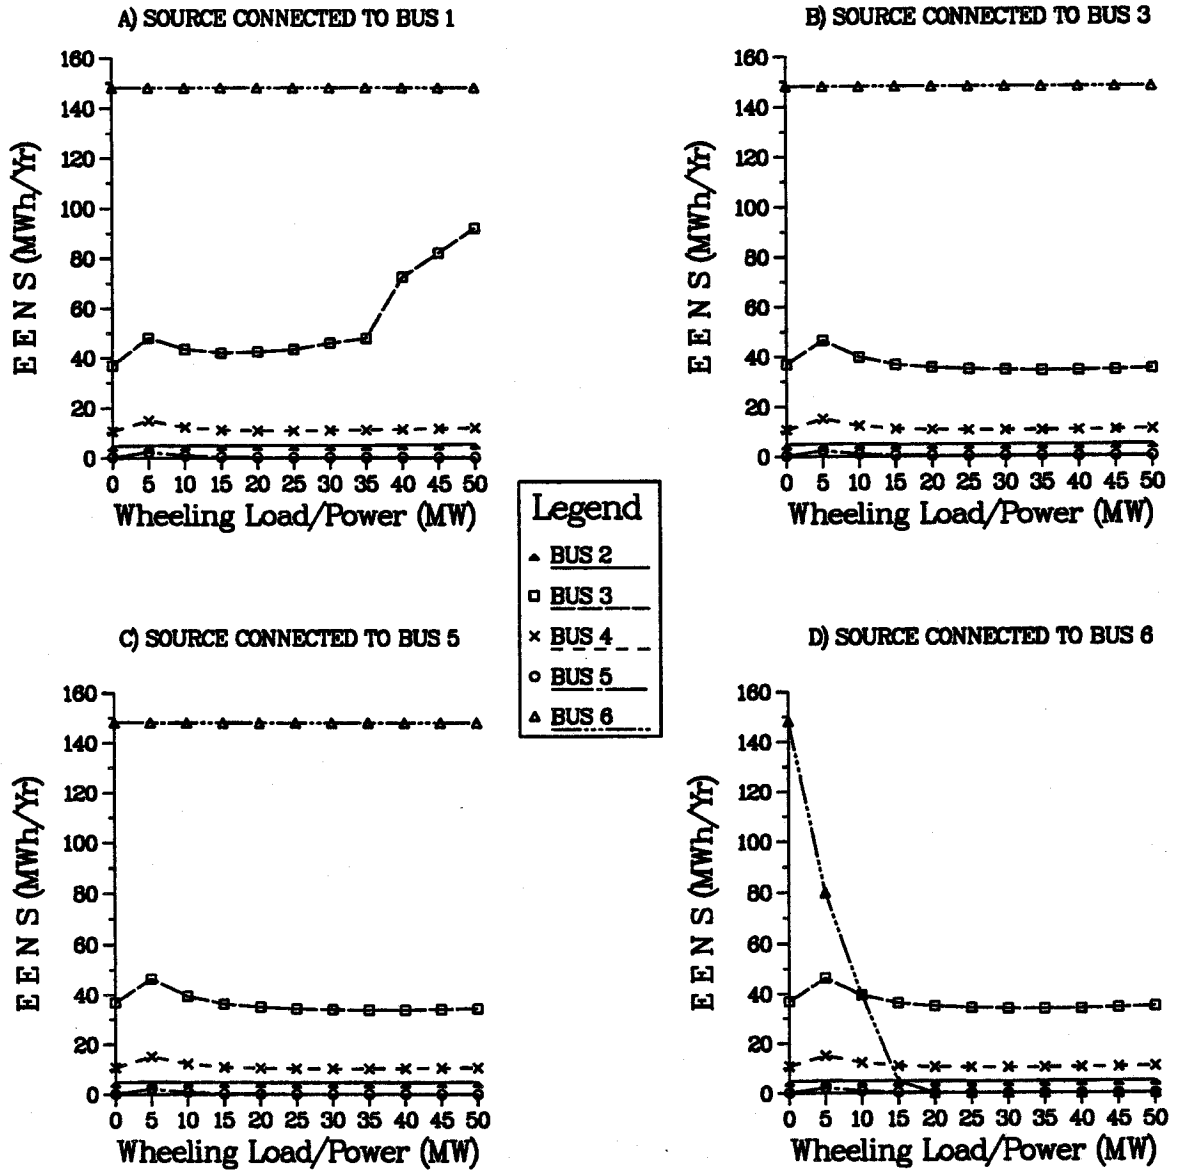 A) SOURCE CONNECTED TO BUS 1
160
140
120
100
80
60
40
20
0
E E N S (MWh/Yr)
0 5 10 15 20 25 30 35 40 45 50
Wheeling Load/Power (MW)
B) SOURCE CONNECTED TO BUS 3
160
140
120
100
80
60
40
20
0
E E N S (MWh/Yr)
0 5 10 15 20 25 30 35 40 45 50
Wheeling Load/Power (MW)
Legend
BUS 2
BUS 3
BUS 4
BUS 5
BUS 6
C) SOURCE CONNECTED TO BUS 5
160
140
120
100
80
60
40
20
0
E E N S (MWh/Yr)
0 5 10 15 20 25 30 35 40 45 50
Wheeling Load/Power (MW)
D) SOURCE CONNECTED TO BUS 6
160
140
120
100
80
60
40
20
0
E E N S (MWh/Yr)
0 5 10 15 20 25 30 35 40 45 50
Wheeling Load/Power (MW)